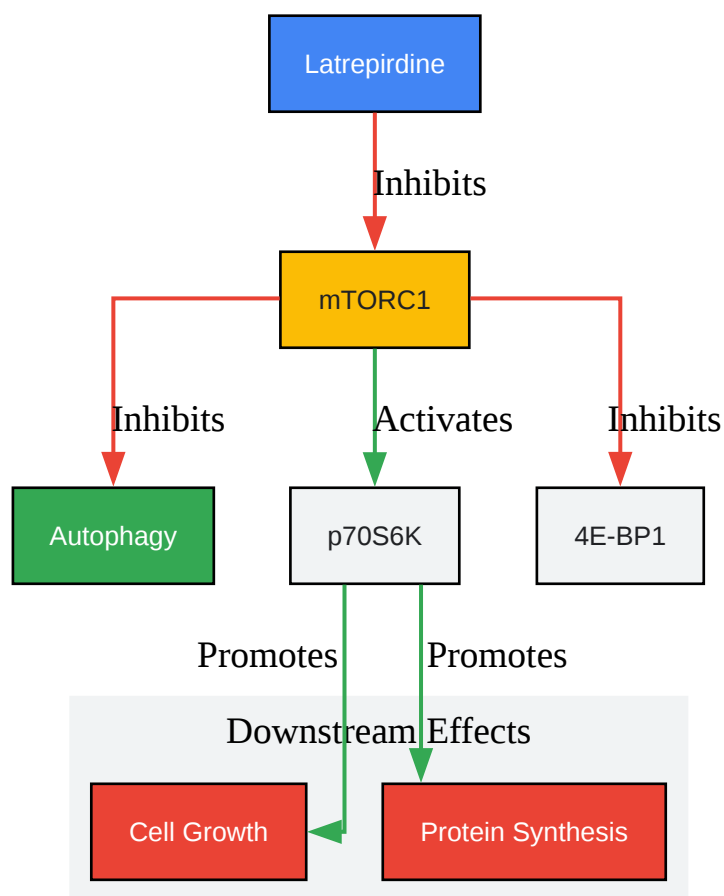 Latrepirdine
Inhibits
mTORC1
Inhibits
Activates
Inhibits
Autophagy
p70S6K
4E-BP1
Promotes
Promotes
Downstream Effects
Cell Growth
Protein Synthesis